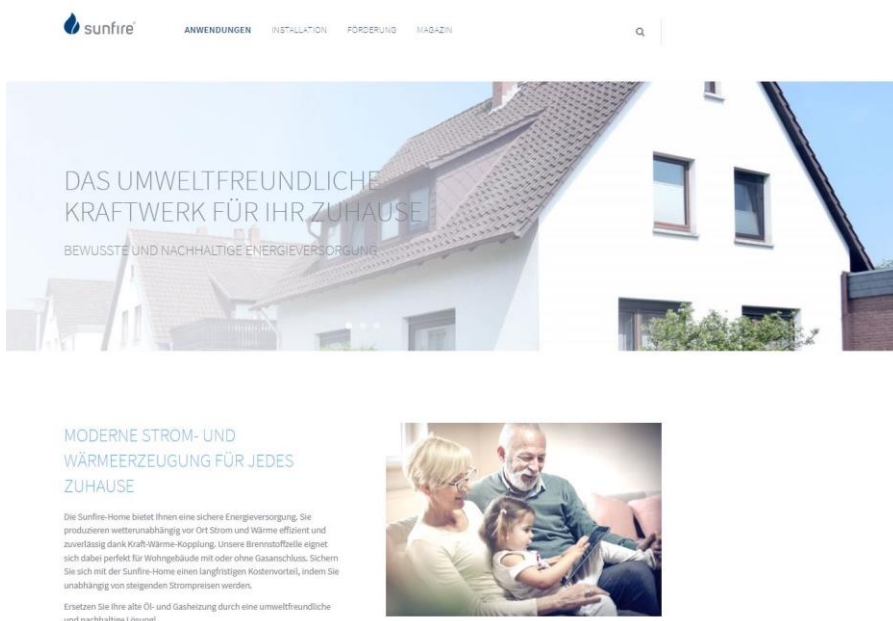 sunfire®
ANWENDUNGEN INSTALLATION FÖRDERUNG MAGAZIN
DAS UMWELTFREUNDLICHE
KRAFTWERK FÜR IHR ZUHAUSE
BEWUSSTE UND NACHHALTIGE ENERGIEVERSORGUNG
MODERNE STROM- UND
WÄRMEERZEUGUNG FÜR JEDES
ZUHAUSE
Die Sunfire-Home bietet Ihnen eine sichere Energieversorgung. Sie
produzieren wetterunabhängig vor Ort Strom und Wärme effizient und
zuverlässig dank Kraft-Wärme-Kopplung. Unsere Brennstoffzelle eignet
sich dabei perfekt für Wohngebäude mit oder ohne Gasanschluss. Sichern
Sie sich mit der Sunfire-Home einen langfristigen Kostenvorteil, indem Sie
unabhängig von steigenden Strompreisen werden.
Ersetzen Sie Ihre alte Öl- und Gasheizung durch eine umweltfreundliche
und nachhaltige Lösung!